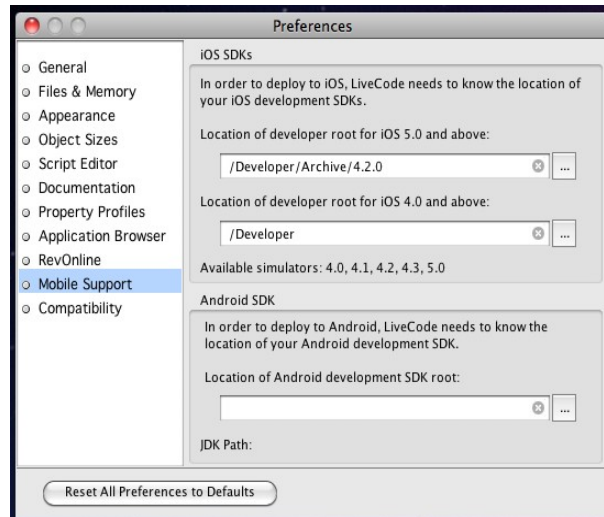 Preferences
General
Files & Memory
Appearance
Object Sizes
Script Editor
Documentation
Property Profiles
Application Browser
RevOnline
Mobile Support
Compatibility
iOS SDKs
In order to deploy to iOS, LiveCode needs to know the location of
your iOS development SDKs.
Location of developer root for iOS 5.0 and above:
/Developer/Archive/4.2.0
...
Location of developer root for iOS 4.0 and above:
/Developer
...
Available simulators: 4.0, 4.1, 4.2, 4.3, 5.0
Android SDK
In order to deploy to Android, LiveCode needs to know the
location of your Android development SDK.
Location of Android development SDK root:
...
JDK Path:
Reset All Preferences to Defaults